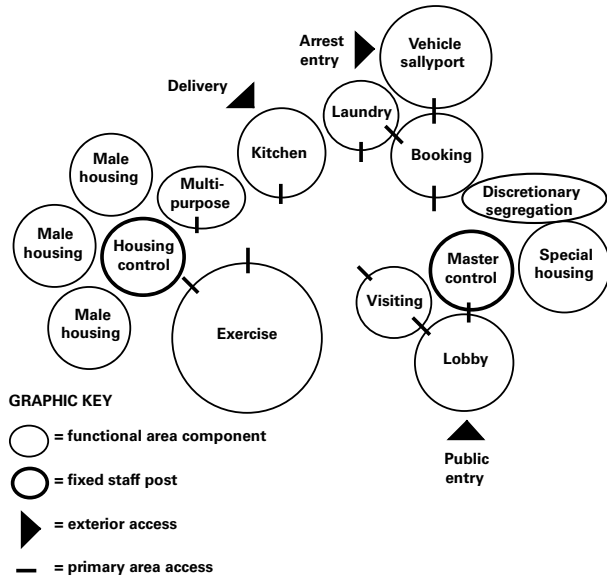 Arrest
entry
Vehicle
sallyport
Delivery
Laundry
Kitchen
Booking
Male
housing
Multi-
purpose
Discretionary
segregation
Male
housing
Housing
control
Master
control
Special
housing
Male
housing
Visiting
Exercise
Lobby
GRAPHIC KEY
= functional area component
= fixed staff post
Public
entry
= exterior access
= primary area access